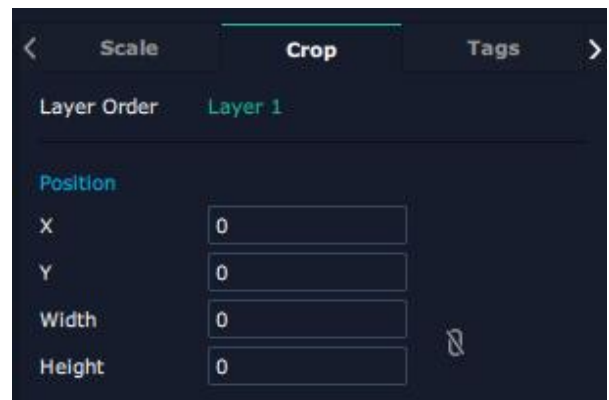 Scale Crop Tags
Layer Order Layer 1
Position
X 0
Y 0
Width 0
Height 0